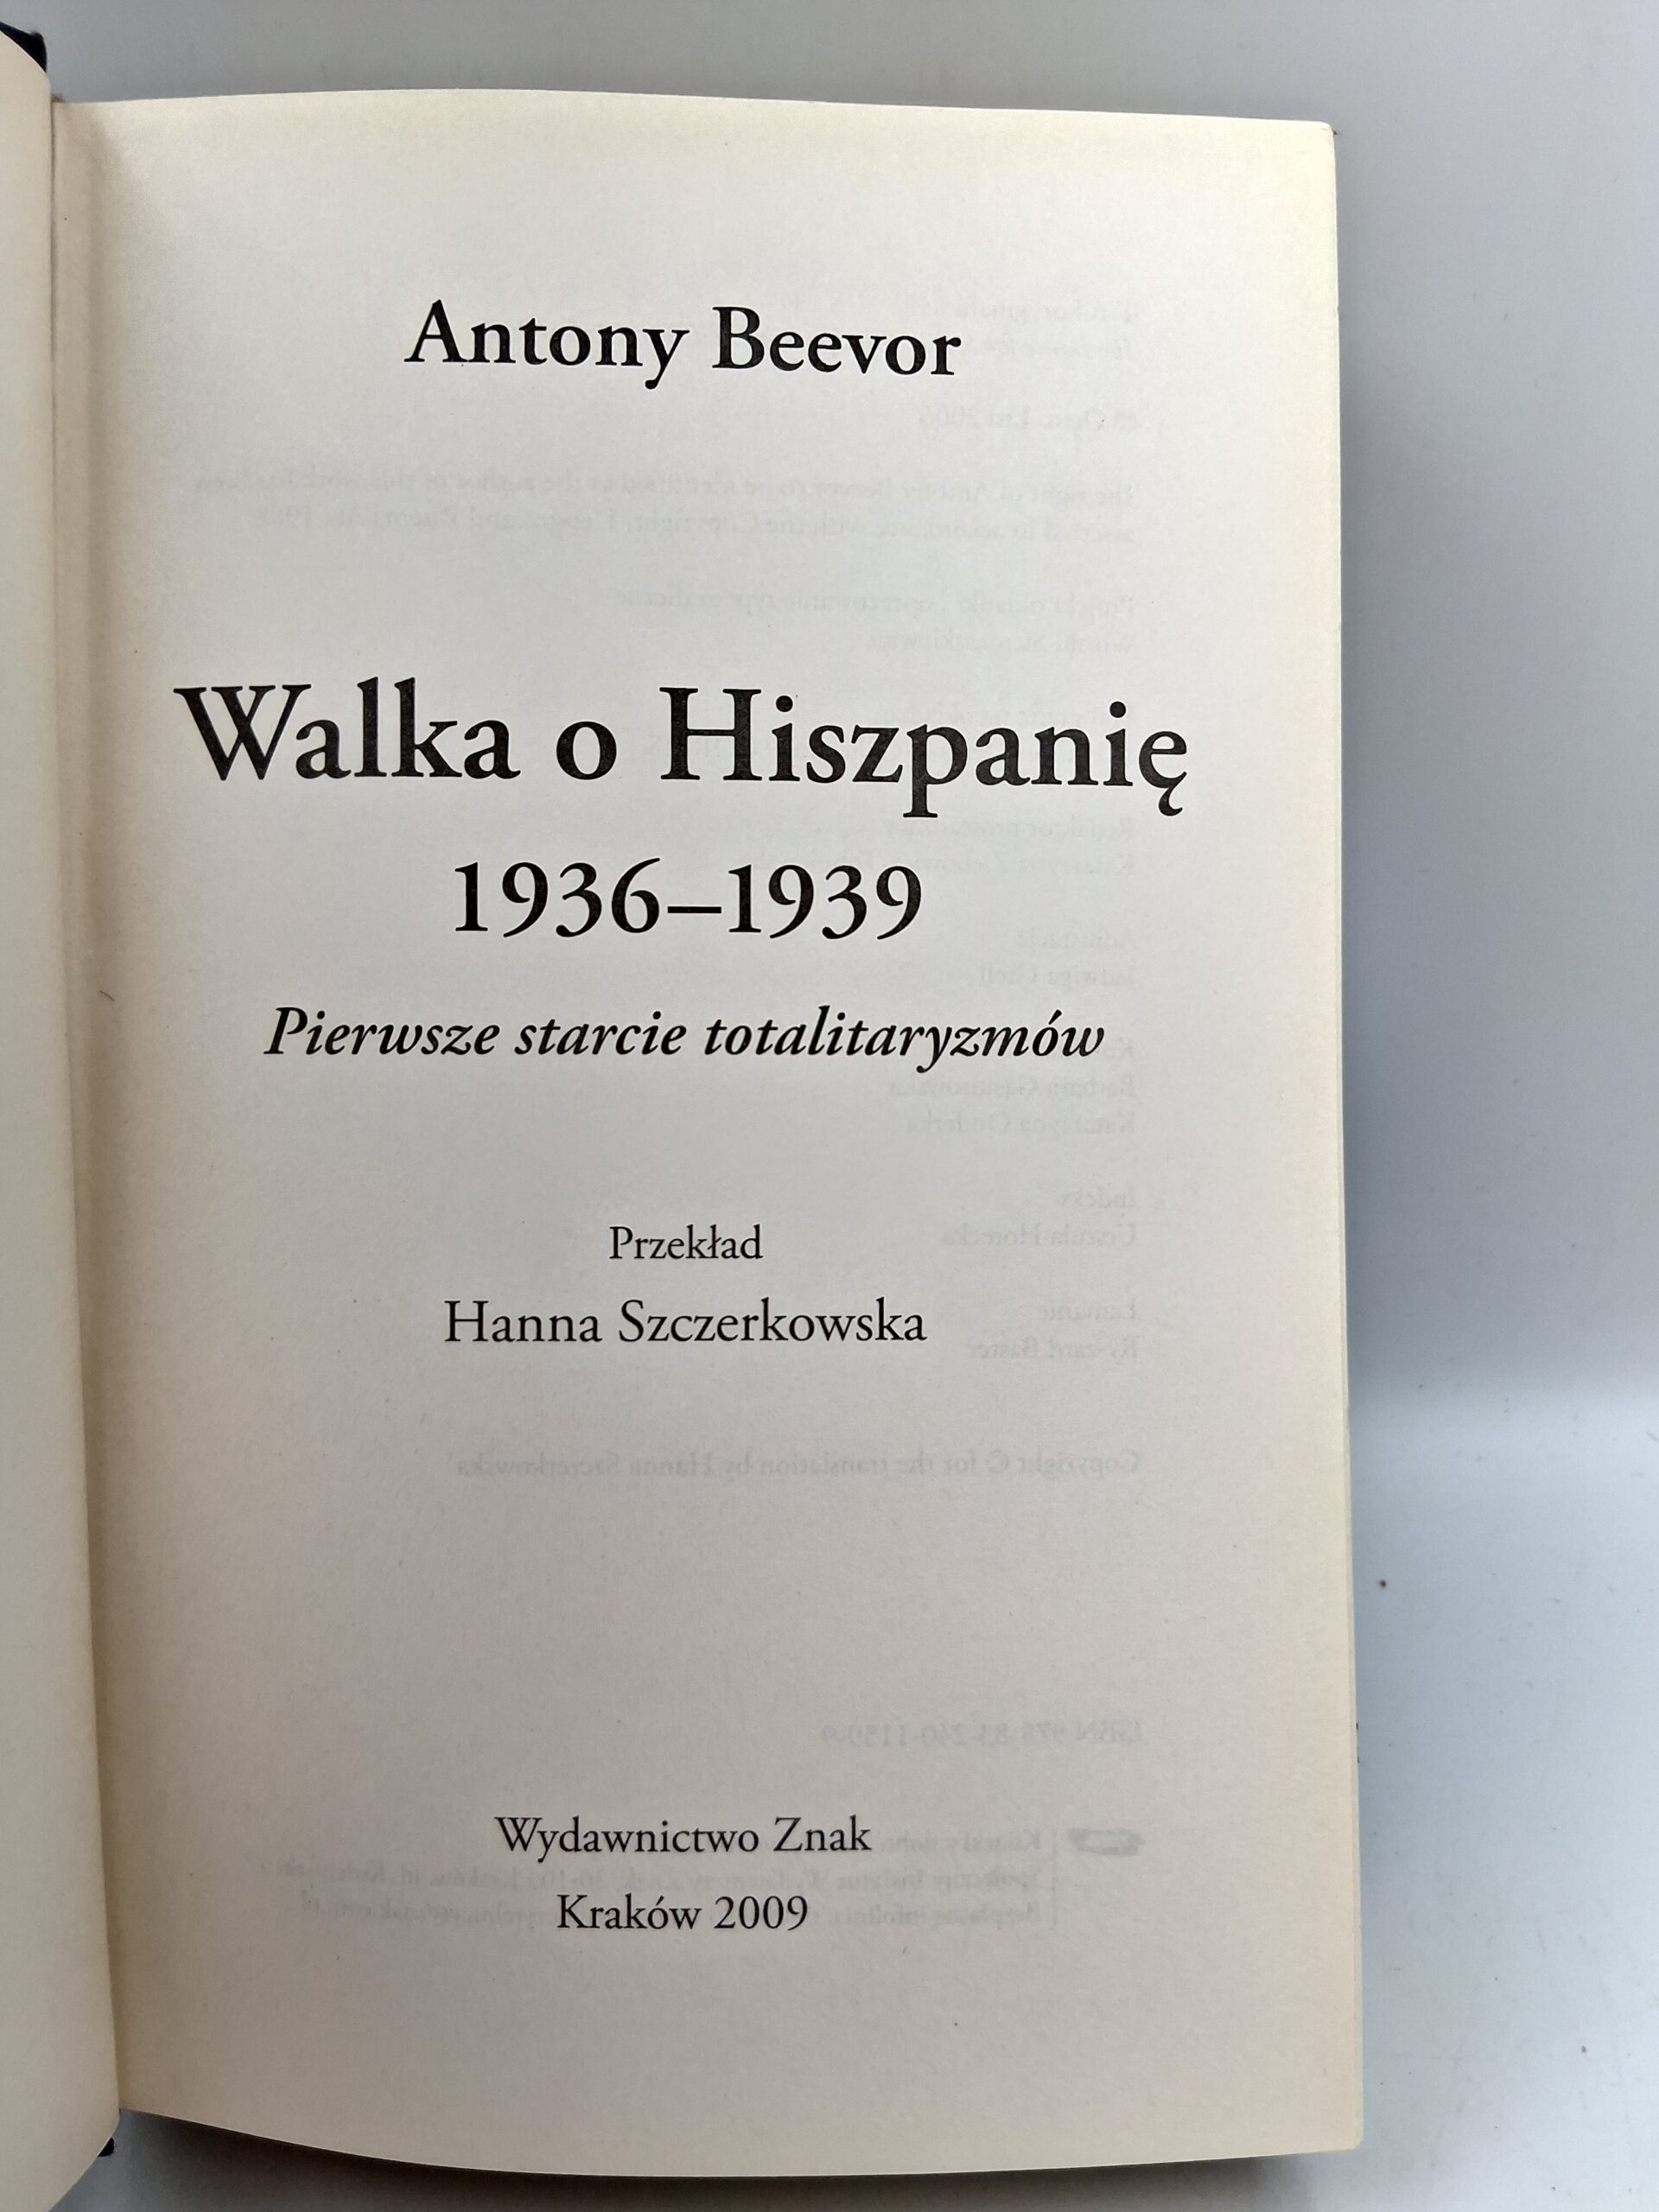 Antony Beevor
Walka o Hiszpanię
1936–1939
Pierwsze starcie totalitaryzmów
Przekład
Hanna Szczerkowska
Wydawnictwo Znak
Kraków 2009